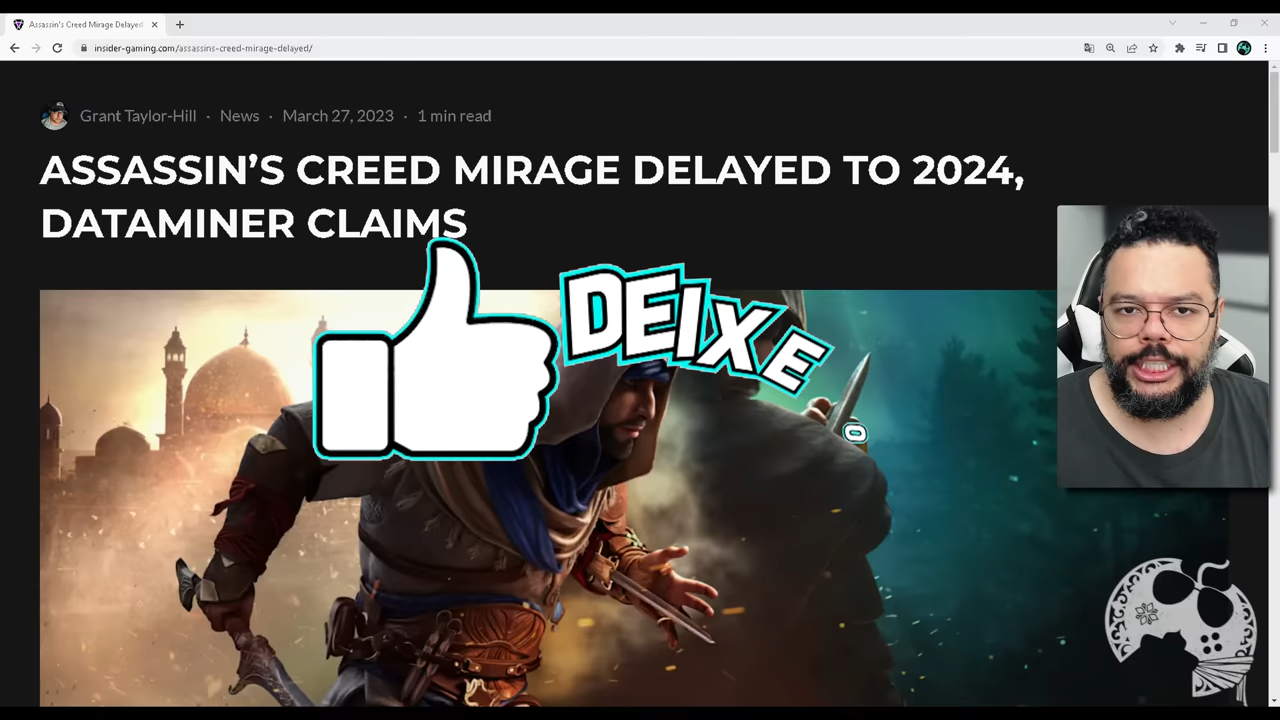 Assassin's Creed Mirage Delayed
insider-gaming.com/assassins-creed-mirage-delayed/
Grant Taylor-Hill · News · March 27, 2023 · 1 min read
ASSASSIN'S CREED MIRAGE DELAYED TO 2024,
DATAMINER CLAIMS
DEIXE
O